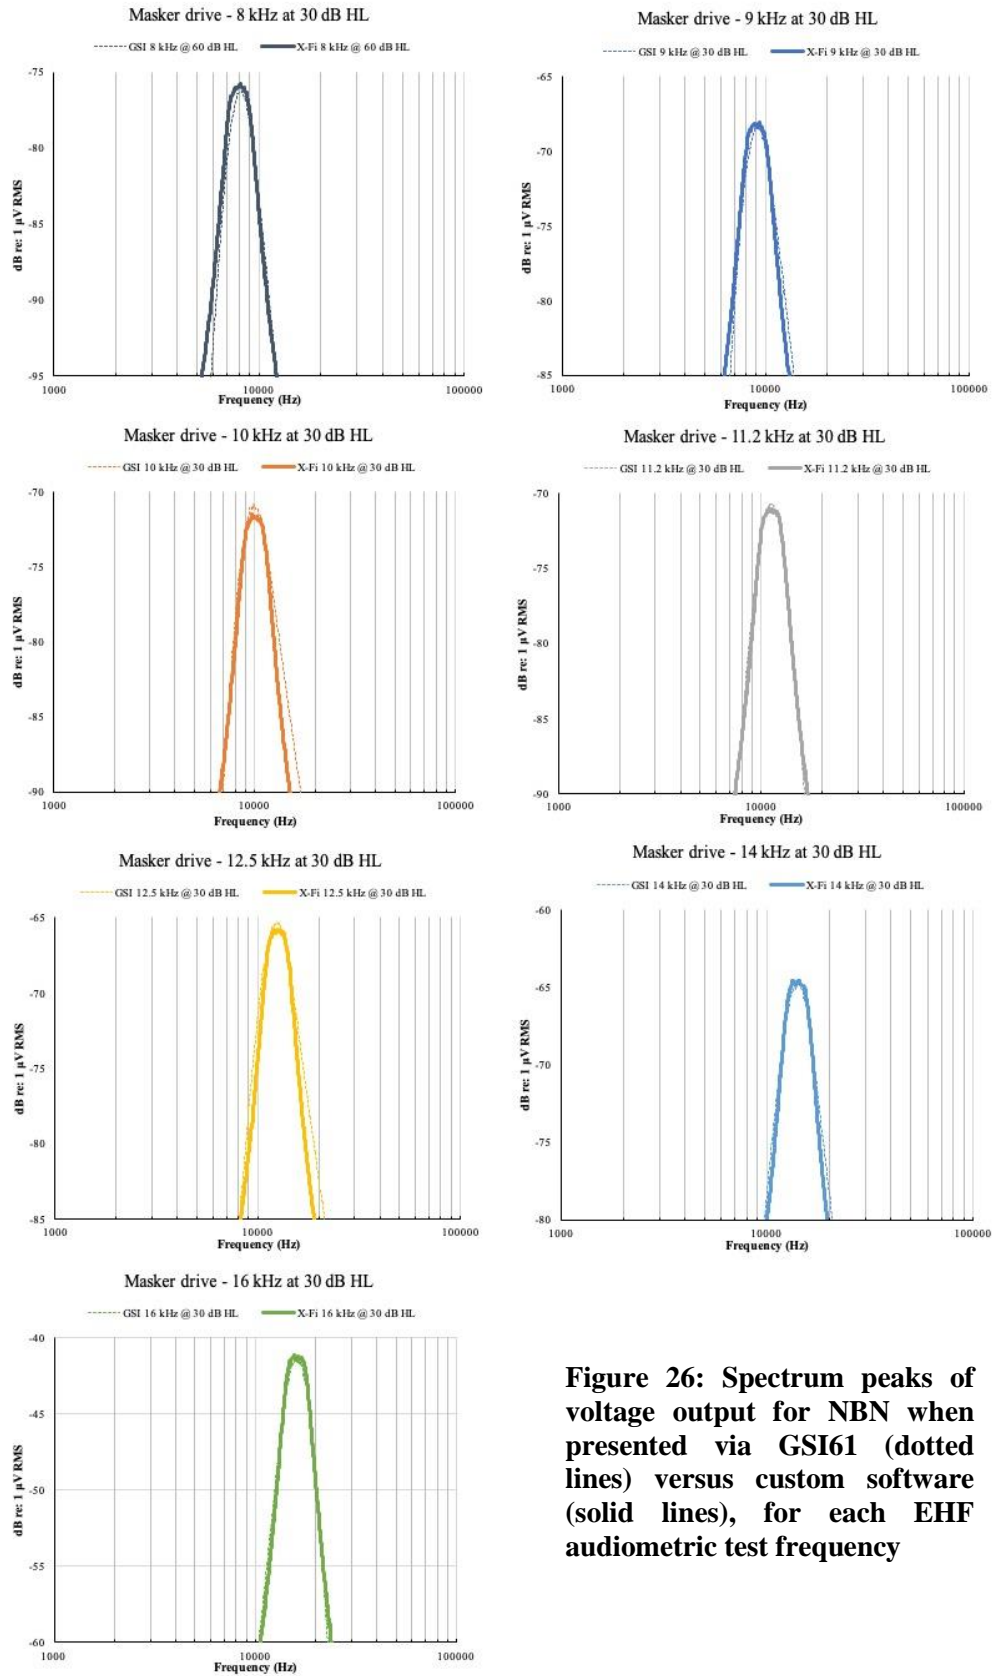 Masker drive - 8 kHz at 30 dB HL
GSI 8 kHz @ 60 dB HL X-Fi 8 kHz @ 60 dB HL
-75
-80
-85
-90
-95
dB re: 1 µV RMS
1000 10000 100000
Frequency (Hz)
Masker drive - 9 kHz at 30 dB HL
GSI 9 kHz @ 30 dB HL X-Fi 9 kHz @ 30 dB HL
-65
-70
-75
-80
-85
dB re: 1 µV RMS
1000 10000 100000
Frequency (Hz)
Masker drive - 10 kHz at 30 dB HL
GSI 10 kHz @ 30 dB HL X-Fi 10 kHz @ 30 dB HL
-70
-75
-80
-85
-90
dB re: 1 µV RMS
1000 10000 100000
Frequency (Hz)
Masker drive - 11.2 kHz at 30 dB HL
GSI 11.2 kHz @ 30 dB HL X-Fi 11.2 kHz @ 30 dB HL
-70
-75
-80
-85
-90
dB re: 1 µV RMS
1000 10000 100000
Frequency (Hz)
Masker drive - 12.5 kHz at 30 dB HL
GSI 12.5 kHz @ 30 dB HL X-Fi 12.5 kHz @ 30 dB HL
-65
-70
-75
-80
-85
dB re: 1 µV RMS
1000 10000 100000
Frequency (Hz)
Masker drive - 14 kHz at 30 dB HL
GSI 14 kHz @ 30 dB HL X-Fi 14 kHz @ 30 dB HL
-60
-65
-70
-75
-80
dB re: 1 µV RMS
1000 10000 100000
Frequency (Hz)
Masker drive - 16 kHz at 30 dB HL
GSI 16 kHz @ 30 dB HL X-Fi 16 kHz @ 30 dB HL
-40
-45
-50
-55
-60
dB re: 1 µV RMS
1000 10000 100000
Frequency (Hz)
Figure 26: Spectrum peaks of
voltage output for NBN when
presented via GSI61 (dotted
lines) versus custom software
(solid lines), for each EHF
audiometric test frequency